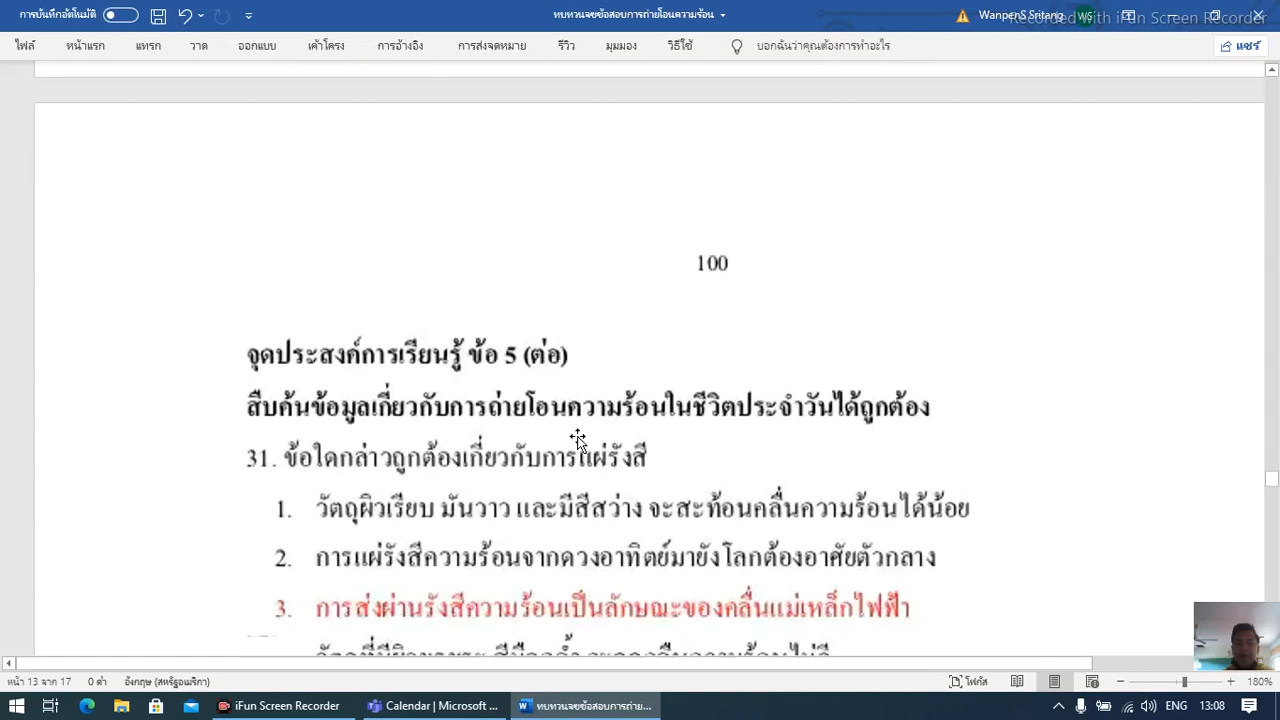 การบันทึกอัตโนมัติ
ทบทวนจขข้อสอบการถ่ายโอนความร้อน
WanpenS Sritang
WS
Recorded with iFun Screen Recorder
ไฟล์ หน้าแรก แทรก วาด ออกแบบ เค้าโครง การอ้างอิง การส่งจดหมาย รีวิว มุมมอง วิธีใช้ บอกฉันว่าคุณต้องการทำอะไร แชร์
100
จุดประสงค์การเรียนรู้ ข้อ 5 (ต่อ)
สืบค้นข้อมูลเกี่ยวกับการถ่ายโอนความร้อนในชีวิตประจำวันได้ถูกต้อง
31. ข้อใดกล่าวถูกต้องเกี่ยวกับการแผ่รังสี
1. วัตถุผิวเรียบ มันวาว และมีสีสว่าง จะสะท้อนคลื่นความร้อนได้น้อย
2. การแผ่รังสีความร้อนจากดวงอาทิตย์มายังโลกต้องอาศัยตัวกลาง
3. การส่งผ่านรังสีความร้อนเป็นลักษณะของคลื่นแม่เหล็กไฟฟ้า
หน้า 13 จาก 17 0 คำ อังกฤษ (สหรัฐอเมริกา) โฟกัส 180%
iFun Screen Recorder Calendar | Microsoft ... ทบทวนจขข้อสอบการถ่าย... ENG 13:08